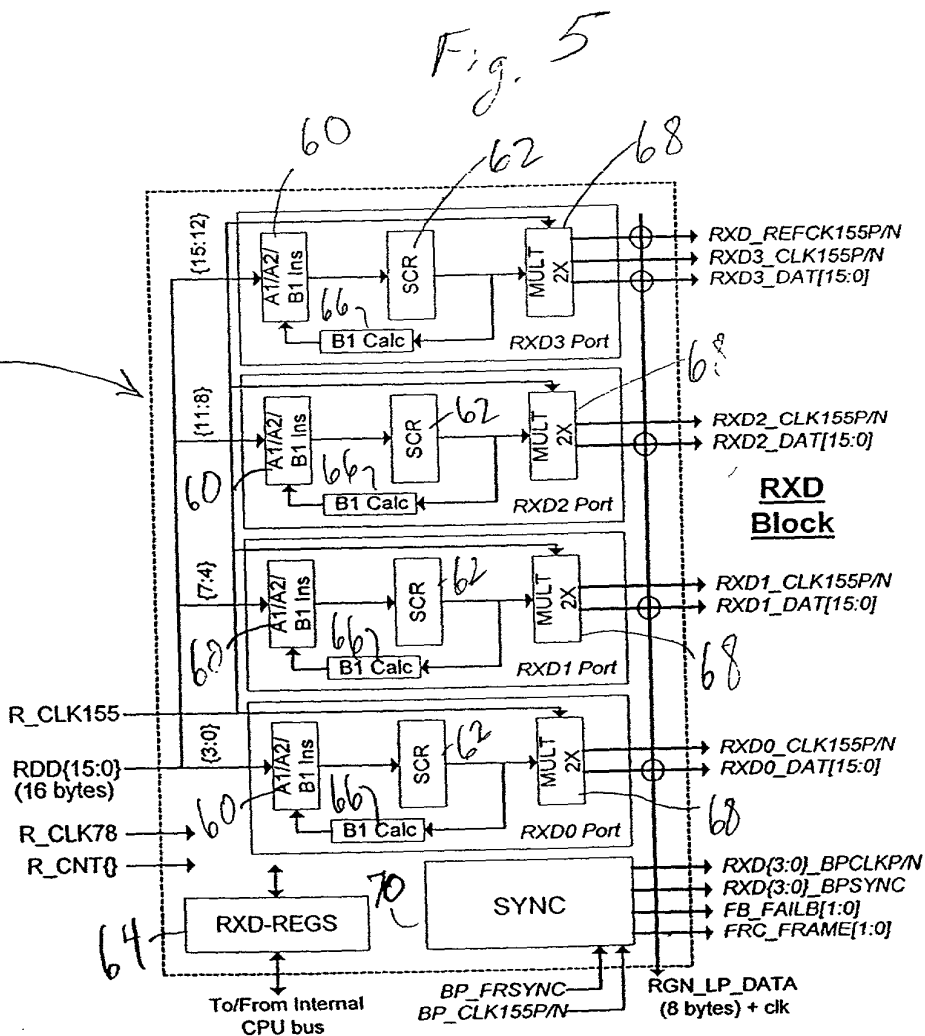 Fig. 5
60
62
68
{15:12}
A1/A2/
B1 Ins
SCR
MULT
2X
66
B1 Calc
RXD3 Port
RXD_REFCK155P/N
RXD3_CLK155P/N
RXD3_DAT[15:0]
{11:8}
A1/A2/
B1 Ins
60
SCR
62
MULT
2X
68
66
B1 Calc
RXD2 Port
RXD2_CLK155P/N
RXD2_DAT[15:0]
RXD
Block
{7:4}
A1/A2/
B1 Ins
60
SCR
62
MULT
2X
68
66
B1 Calc
RXD1 Port
RXD1_CLK155P/N
RXD1_DAT[15:0]
R_CLK155
{3:0}
RDD{15:0}
(16 bytes)
A1/A2/
B1 Ins
60
SCR
62
MULT
2X
68
66
B1 Calc
RXD0 Port
RXD0_CLK155P/N
RXD0_DAT[15:0]
R_CLK78
R_CNT{}
64
RXD-REGS
To/From Internal
CPU bus
70
SYNC
RXD{3:0}_BPCLKP/N
RXD{3:0}_BPSYNC
FB_FAILB[1:0]
FRC_FRAME[1:0]
BP_FRSYNC
BP_CLK155P/N
RGN_LP_DATA
(8 bytes) + clk